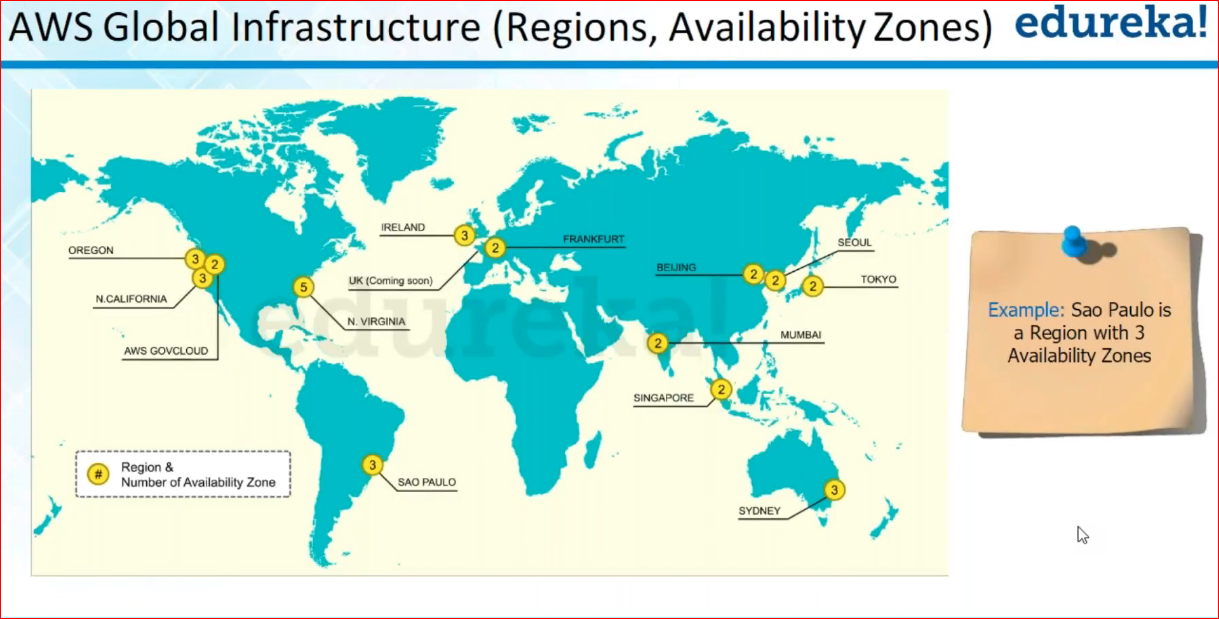 AWS Global Infrastructure (Regions, Availability Zones)
edureka!
OREGON
3
2
3
N.CALIFORNIA
AWS GOVCLOUD
5
N. VIRGINIA
IRELAND
3
2
FRANKFURT
UK (Coming soon)
BEIJING
2
2
SEOUL
2
TOKYO
2
MUMBAI
SINGAPORE
2
3
SAO PAULO
3
SYDNEY
edureka!
#
Region &
Number of Availability Zone
Example: Sao Paulo is
a Region with 3
Availability Zones